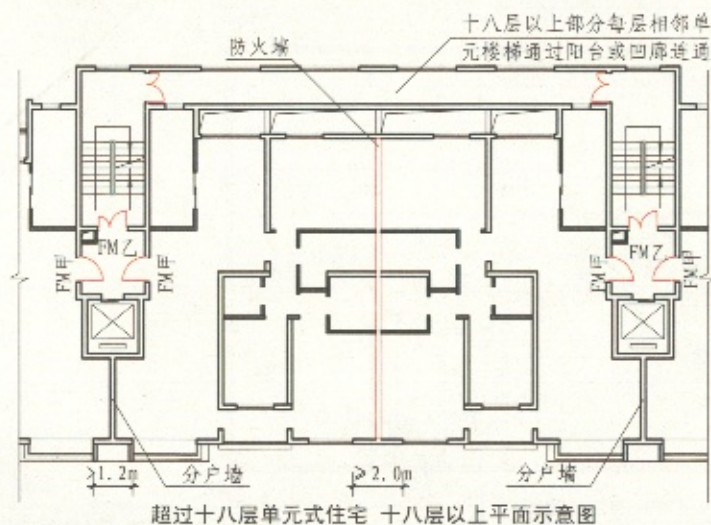 十八层以上部分每层相邻单
元楼梯通过阳台或凹廊连通
防火墙
FM乙
FM乙
FM甲
FM甲
FM甲
FM甲
>1.2m
分户墙
⩾2.0m
分户墙
超过十八层单元式住宅 十八层以上平面示意图